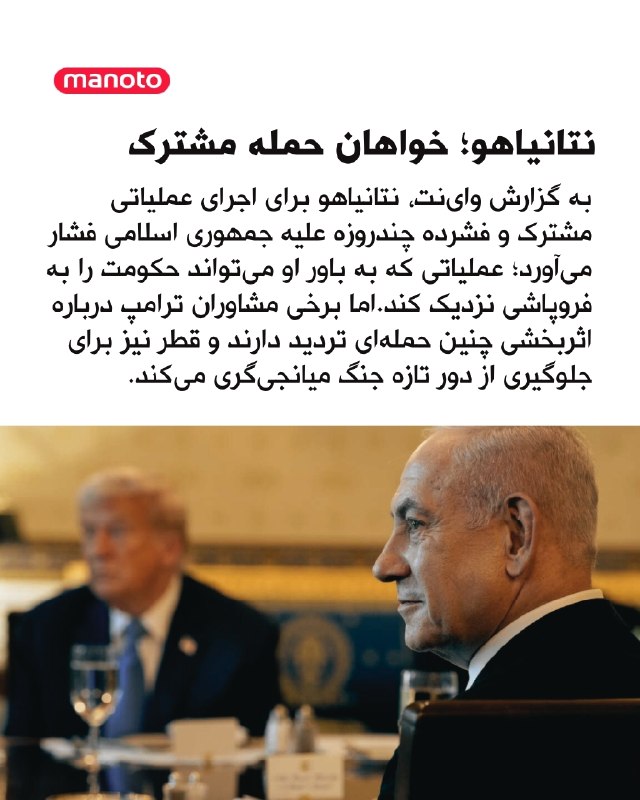 manoto
نتانیاهو؛ خواهان حمله مشترک
به گزارش وای‌نت، نتانیاهو برای اجرای عملیاتی
مشترک و فشرده چندروزه علیه جمهوری اسلامی فشار
می‌آورد؛ عملیاتی که به باور او می‌تواند حکومت را به
فروپاشی نزدیک کند.اما برخی مشاوران ترامپ درباره
اثربخشی چنین حمله‌ای تردید دارند و قطر نیز برای
جلوگیری از دور تازه جنگ میانجی‌گری می‌کند.